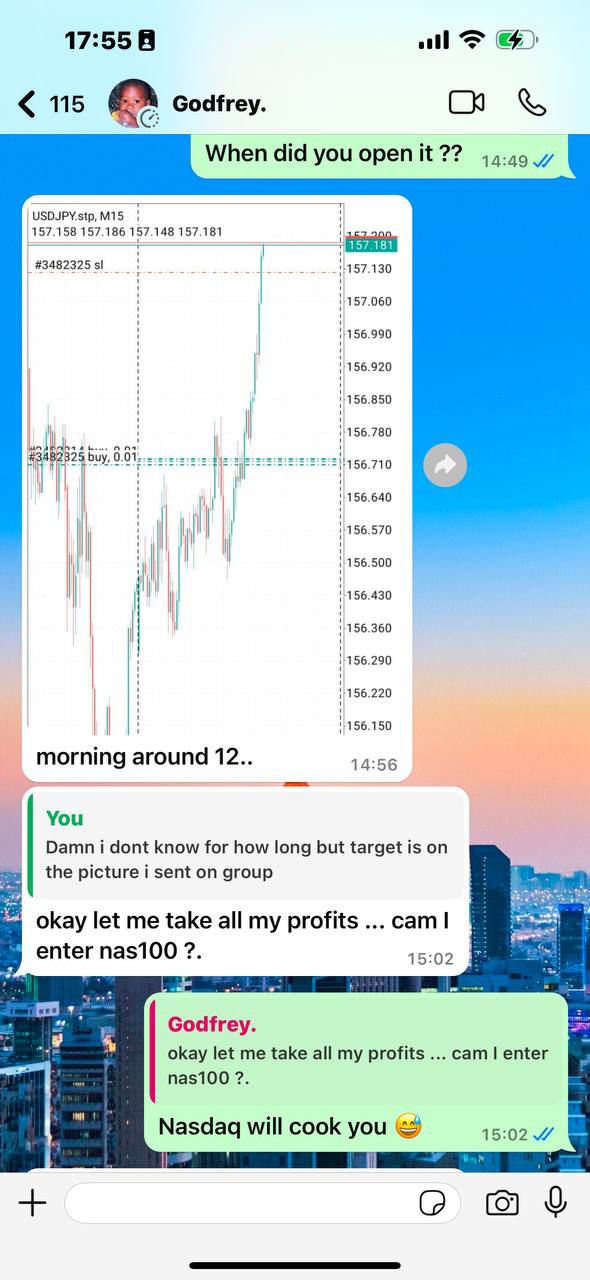 17:55
115 Godfrey.
When did you open it ??
14:49
USDJPY.stp, M15
157.158 157.186 157.148 157.181
157.200
157.181
#3482325 sl
157.130
157.060
156.990
156.920
156.850
156.780
#3482325 buy, 0.01
156.710
156.640
156.570
156.500
156.430
156.360
156.290
156.220
156.150
morning around 12..
14:56
You
Damn i dont know for how long but target is on
the picture i sent on group
okay let me take all my profits ... cam I
enter nas100 ?.
15:02
Godfrey.
okay let me take all my profits ... cam I enter
nas100 ?.
Nasdaq will cook you 😅
15:02